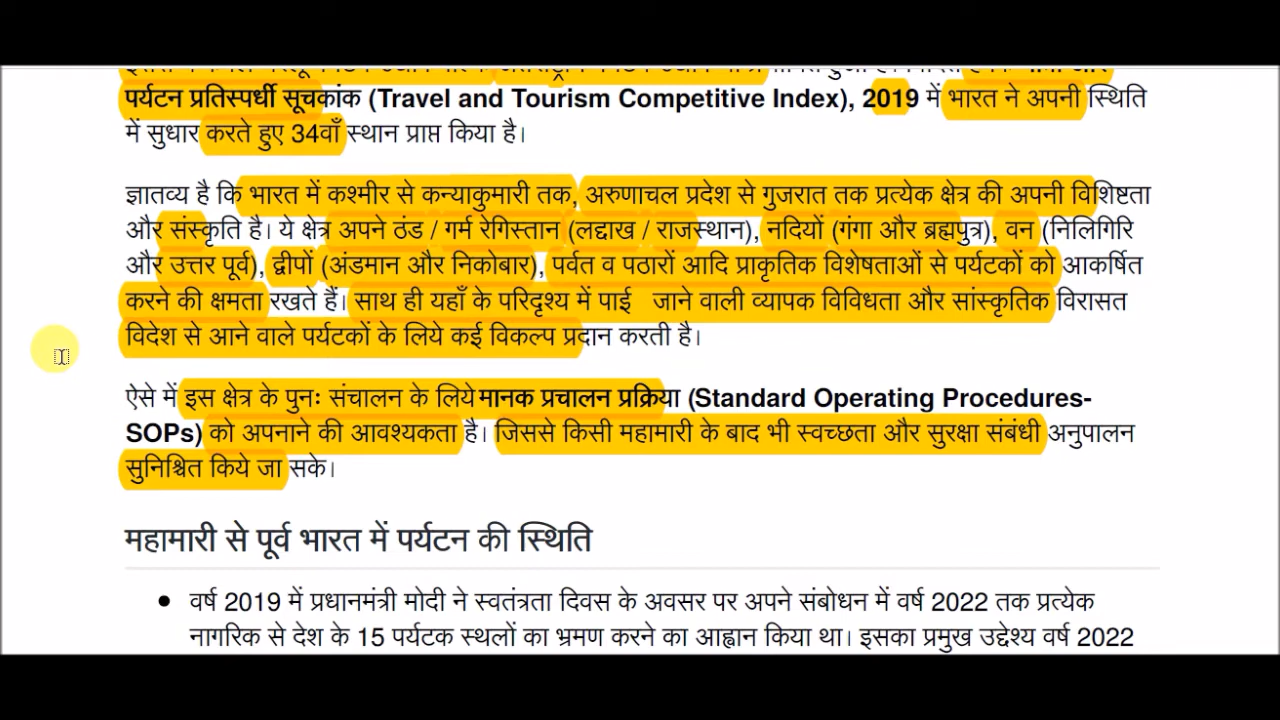 पर्यटन प्रतिस्पर्धी सूचकांक (Travel and Tourism Competitive Index), 2019 में भारत ने अपनी स्थिति
में सुधार करते हुए 34वाँ स्थान प्राप्त किया है।
ज्ञातव्य है कि भारत में कश्मीर से कन्याकुमारी तक, अरुणाचल प्रदेश से गुजरात तक प्रत्येक क्षेत्र की अपनी विशिष्टता
और संस्कृति है। ये क्षेत्र अपने ठंड / गर्म रेगिस्तान (लद्दाख / राजस्थान), नदियों (गंगा और ब्रह्मपुत्र), वन (निलिगिरि
और उत्तर पूर्व), द्वीपों (अंडमान और निकोबार), पर्वत व पठारों आदि प्राकृतिक विशेषताओं से पर्यटकों को आकर्षित
करने की क्षमता रखते हैं। साथ ही यहाँ के परिदृश्य में पाई जाने वाली व्यापक विविधता और सांस्कृतिक विरासत
विदेश से आने वाले पर्यटकों के लिये कई विकल्प प्रदान करती है।
ऐसे में इस क्षेत्र के पुनः संचालन के लिये मानक प्रचालन प्रक्रिया (Standard Operating Procedures-
SOPs) को अपनाने की आवश्यकता है। जिससे किसी महामारी के बाद भी स्वच्छता और सुरक्षा संबंधी अनुपालन
सुनिश्चित किये जा सके।
महामारी से पूर्व भारत में पर्यटन की स्थिति
• वर्ष 2019 में प्रधानमंत्री मोदी ने स्वतंत्रता दिवस के अवसर पर अपने संबोधन में वर्ष 2022 तक प्रत्येक
नागरिक से देश के 15 पर्यटक स्थलों का भ्रमण करने का आह्वान किया था। इसका प्रमुख उद्देश्य वर्ष 2022